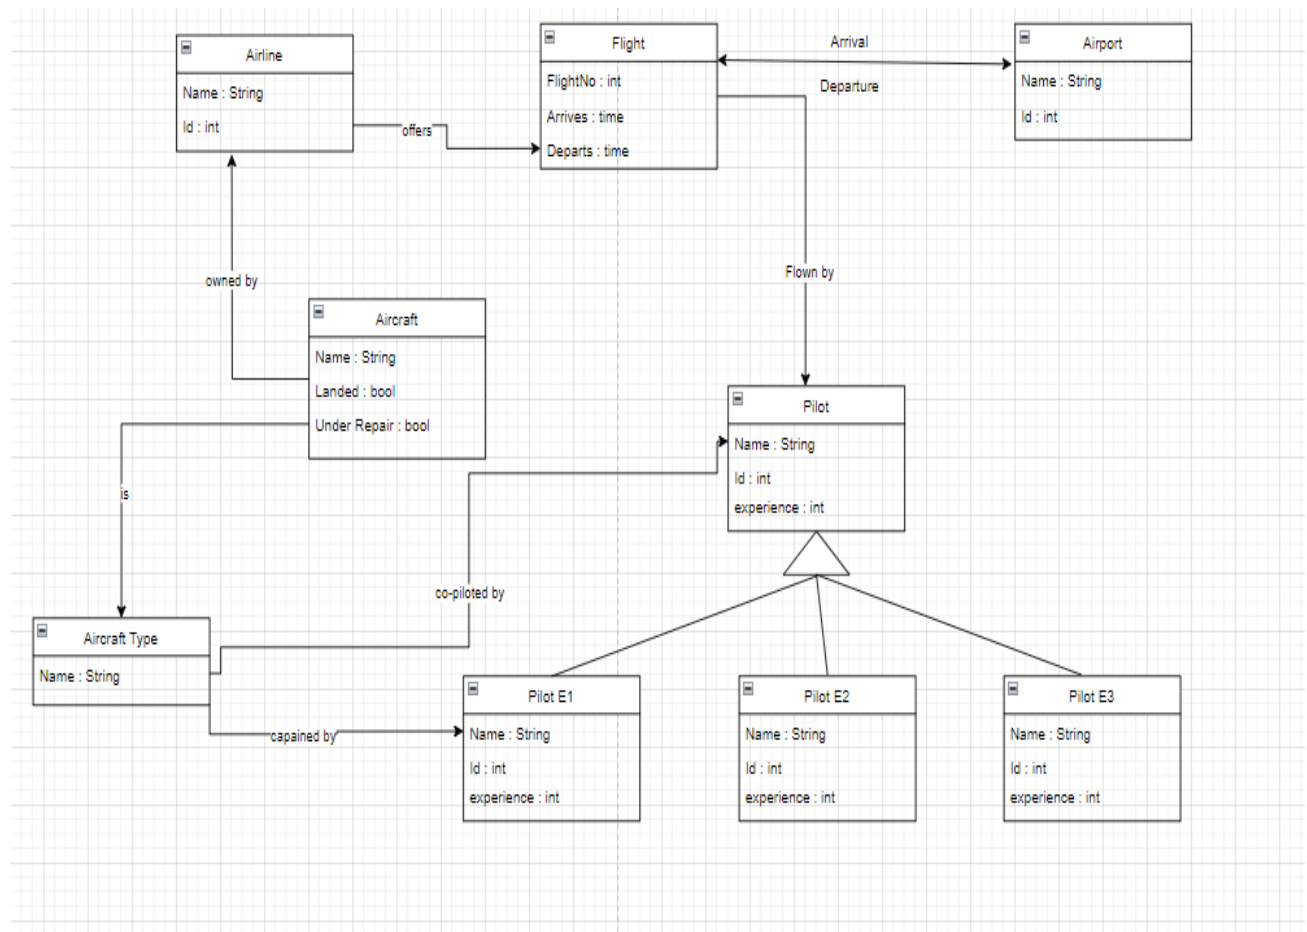 Airline
Name : String
Id : int
offers
Flight
FlightNo : int
Arrives : time
Departs : time
Arrival
Departure
Airport
Name : String
Id : int
owned by
Flown by
Aircraft
Name : String
Landed : bool
Under Repair : bool
is
Pilot
Name : String
Id : int
experience : int
co-piloted by
Aircraft Type
Name : String
capained by
Pilot E1
Name : String
Id : int
experience : int
Pilot E2
Name : String
Id : int
experience : int
Pilot E3
Name : String
Id : int
experience : int